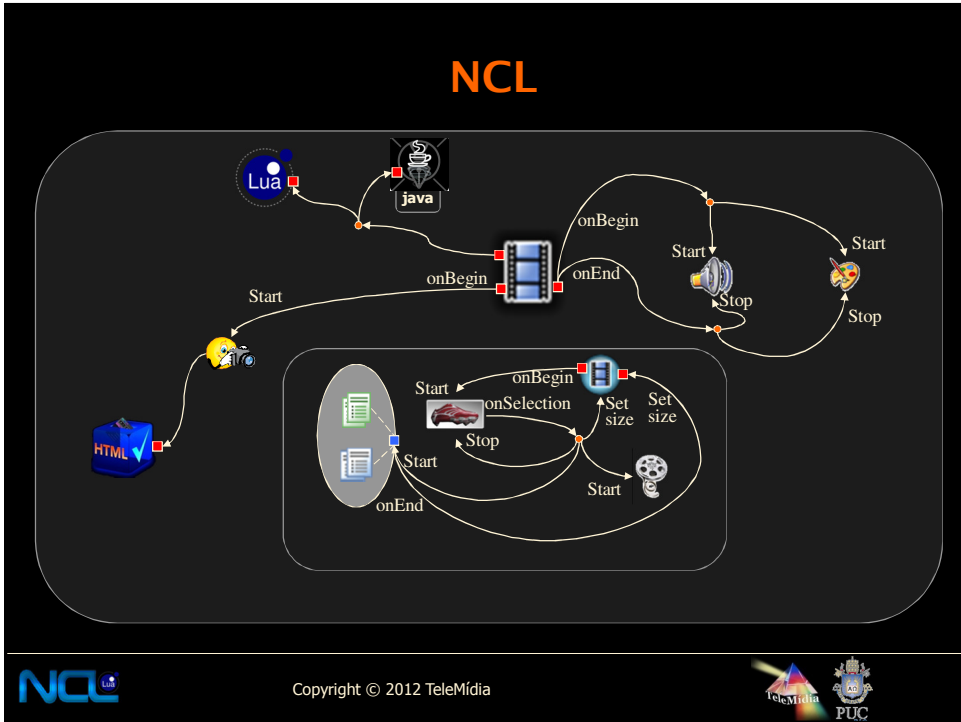 NCL
Lua
java
onBegin
Start
Start
onEnd
Stop
Stop
onBegin
Start
HTML
onBegin
Start
onSelection
Set
size
Set
size
Stop
Start
Start
onEnd
NCL
Lua
Copyright © 2012 TeleMídia
TeleMídia
PUC